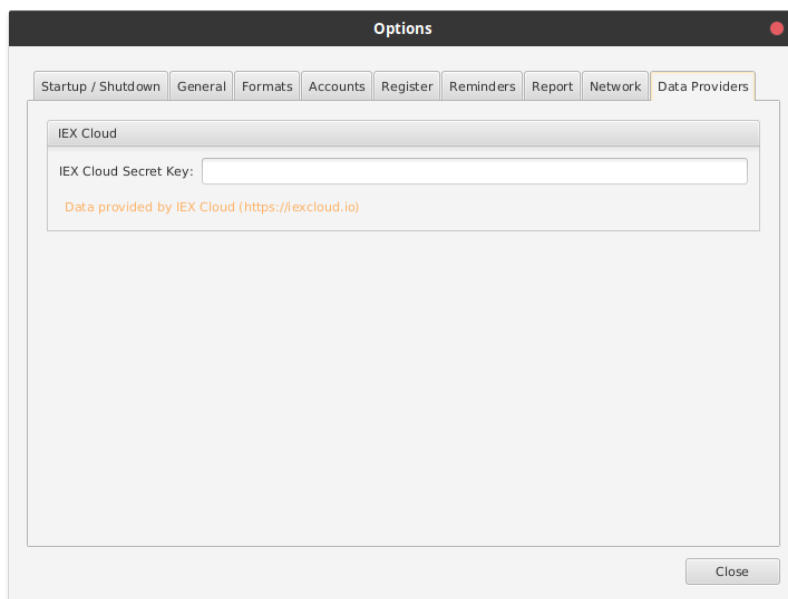 Options
Startup / Shutdown General Formats Accounts Register Reminders Report Network Data Providers
IEX Cloud
IEX Cloud Secret Key:
Data provided by IEX Cloud (https://iexcloud.io)
Close